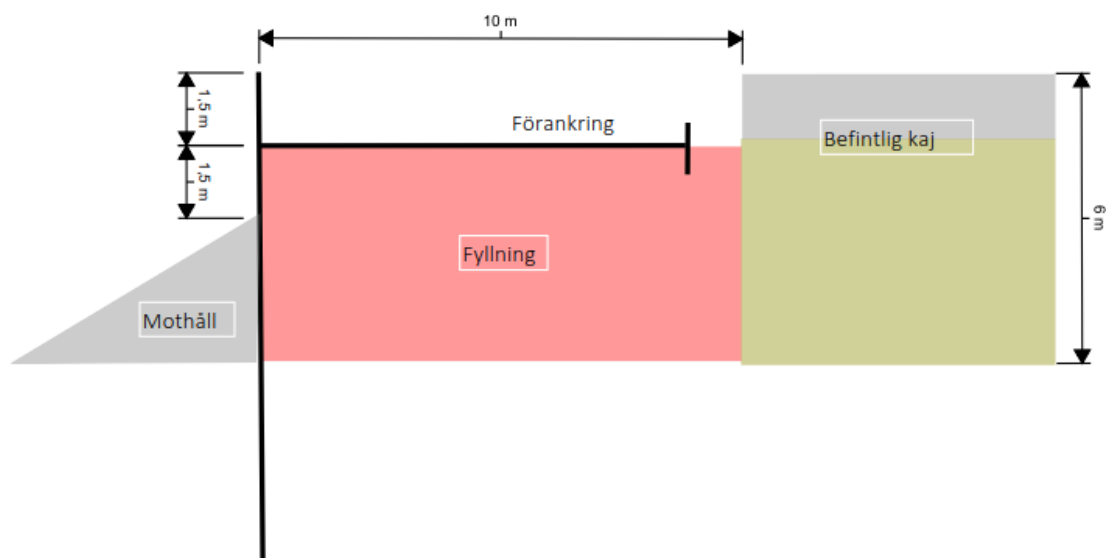 10 m
1,5 m
Förankring
Befintlig kaj
1,5 m
6 m
Fyllning
Mothåll